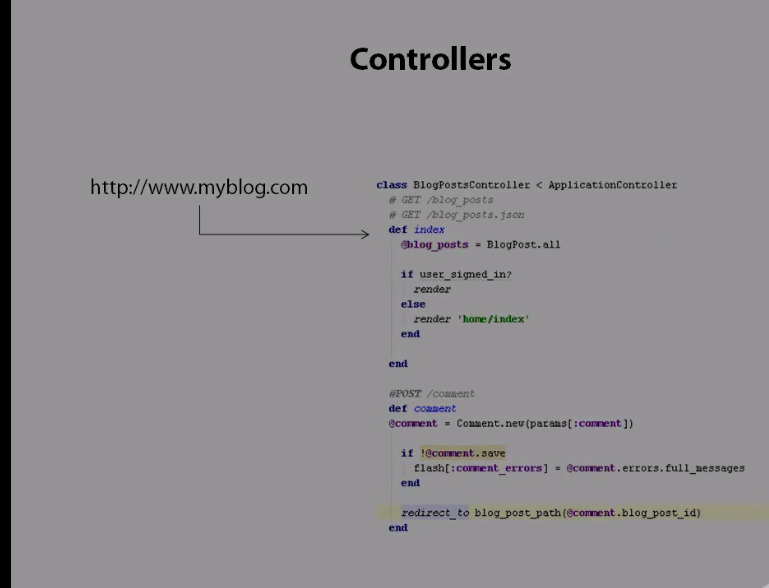 Controllers
http://www.myblog.com
class BlogPostsController < ApplicationController
# GET /blog_posts
# GET /blog_posts.json
def index
@blog_posts = BlogPost.all
if user_signed_in?
render
else
render 'home/index'
end
end
#POST /comment
def comment
@comment = Comment.new(params[:comment])
if !@comment.save
flash[:comment_errors] = @comment.errors.full_messages
end
redirect_to blog_post_path(@comment.blog_post_id)
end